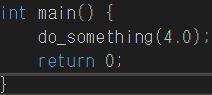 int main() {
    do_something(4.0);
    return 0;
}